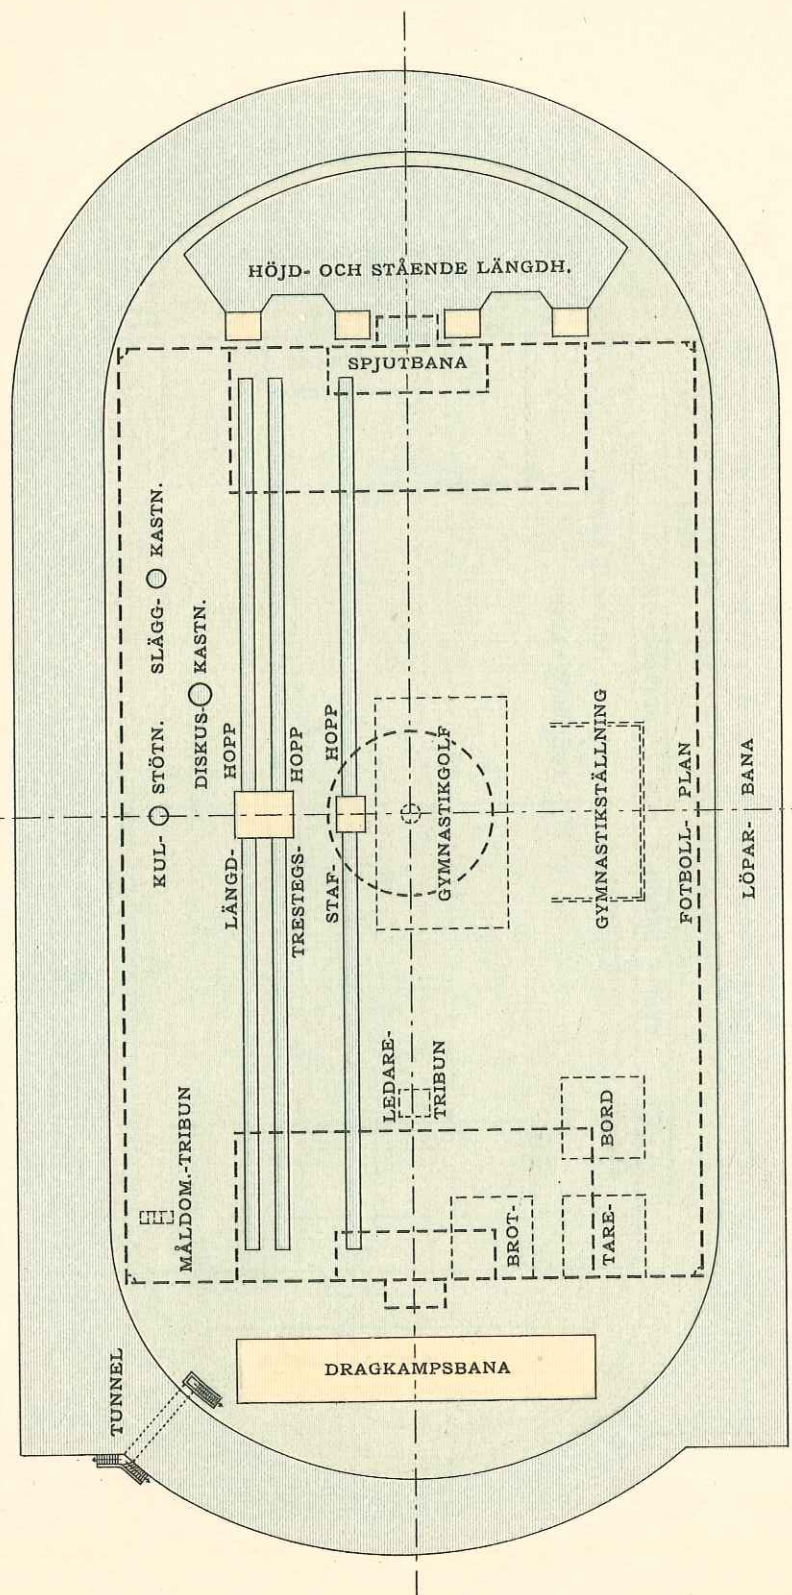 HÖJD- OCH STÅENDE LÄNGDH.
SPJUTBANA
SLÄGG- KASTN.
DISKUS- KASTN.
KUL- STÖTN.
LÄNGD- HOPP
TRESTEGS- HOPP
STAF- HOPP
GYMNASTIKGOLF
GYMNASTIKSTÄLLNING
FOTBOLL- PLAN
LÖPAR- BANA
LEDARE-
TRIBUN
MÅLDOM.-TRIBUN
BROT-
TARE-
BORD
TUNNEL
DRAGKAMPSBANA